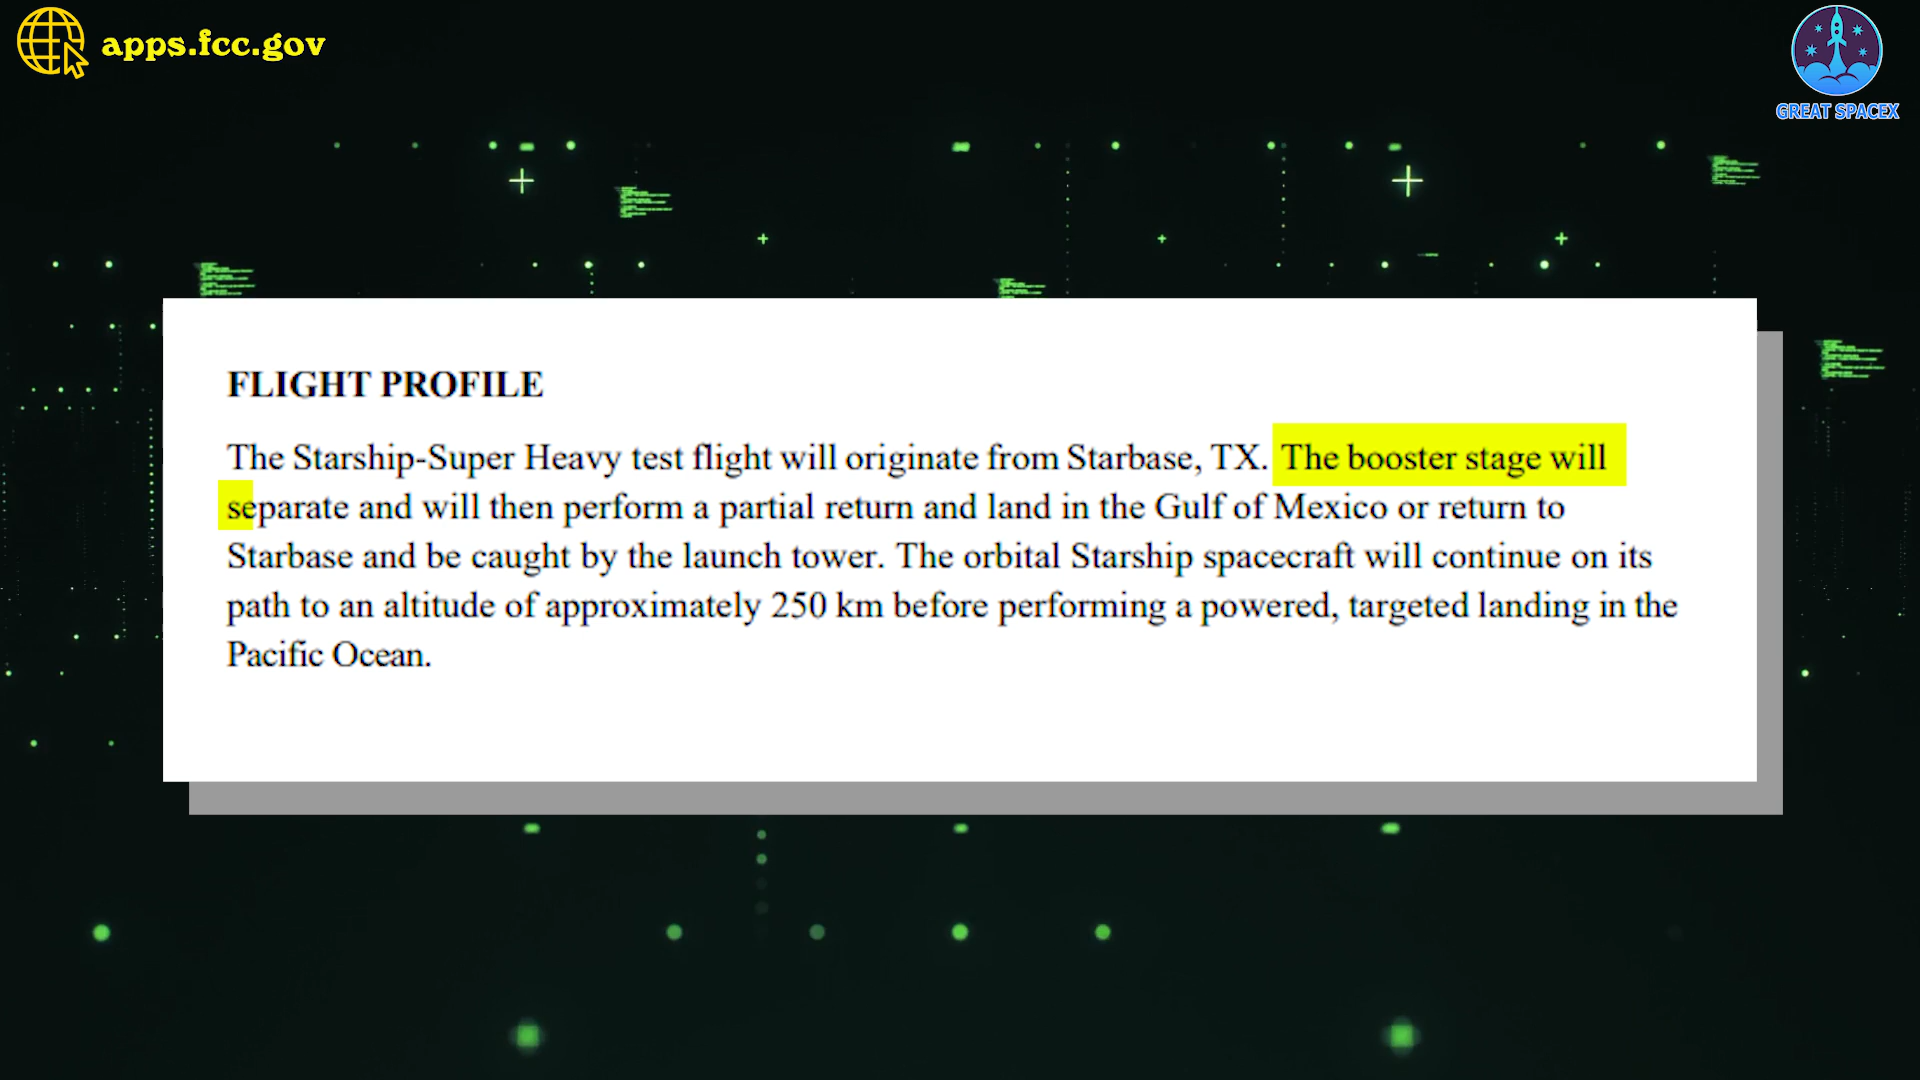 apps.fcc.gov
GREAT SPACEX
FLIGHT PROFILE
The Starship-Super Heavy test flight will originate from Starbase, TX. The booster stage will
separate and will then perform a partial return and land in the Gulf of Mexico or return to
Starbase and be caught by the launch tower. The orbital Starship spacecraft will continue on its
path to an altitude of approximately 250 km before performing a powered, targeted landing in the
Pacific Ocean.